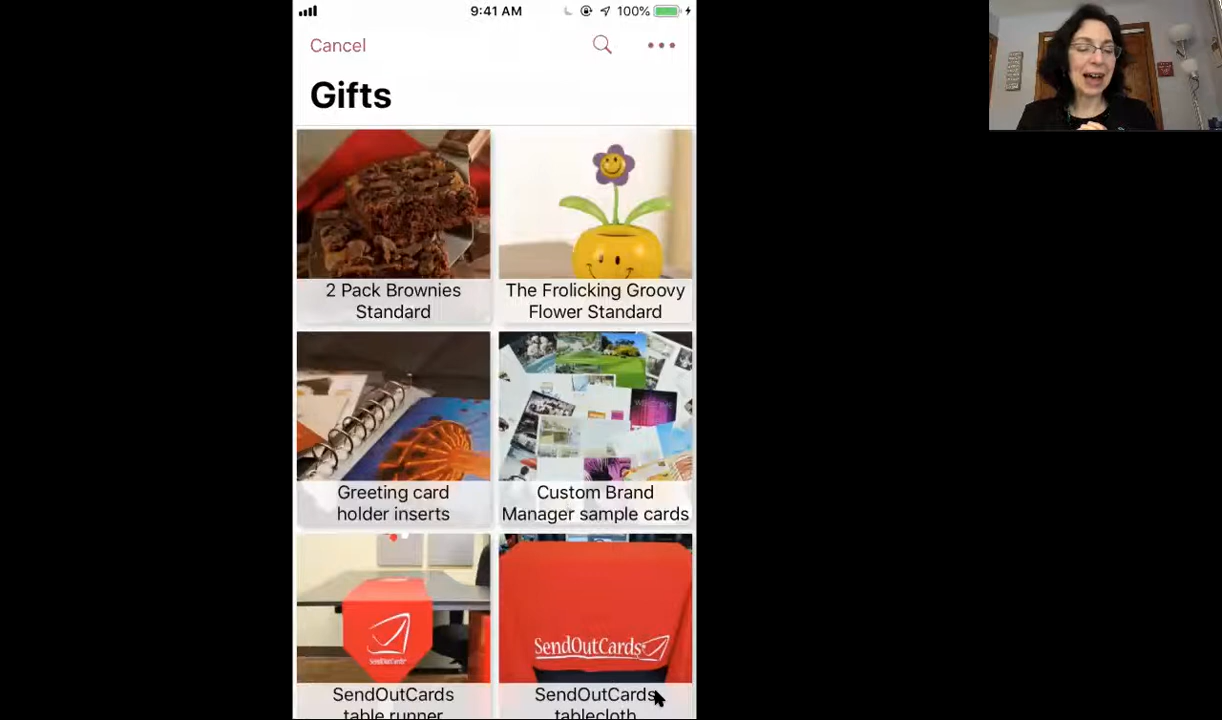 9:41 AM
100%
Cancel
Gifts
2 Pack Brownies
Standard
The Frolicking Groovy
Flower Standard
Greeting card
holder inserts
Custom Brand
Manager sample cards
SendOutCards
SendOutCards
SendOutCards
table runner
SendOutCards
tablecloth